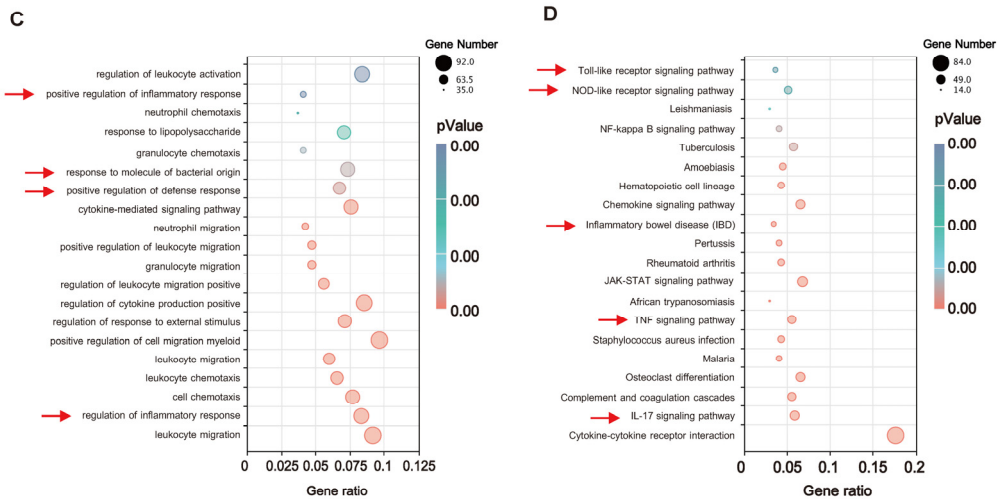 C
Gene Number
92.0
63.5
35.0
regulation of leukocyte activation
positive regulation of inflammatory response
neutrophil chemotaxis
response to lipopolysaccharide
granulocyte chemotaxis
response to molecule of bacterial origin
positive regulation of defense response
cytokine-mediated signaling pathway
neutrophil migration
positive regulation of leukocyte migration
granulocyte migration
regulation of leukocyte migration positive
regulation of cytokine production positive
regulation of response to external stimulus
positive regulation of cell migration myeloid
leukocyte migration
leukocyte chemotaxis
cell chemotaxis
regulation of inflammatory response
leukocyte migration
pValue
0.00
0.00
0.00
0.00
0 0.025 0.05 0.075 0.1 0.125
Gene ratio
D
Gene Number
84.0
49.0
14.0
Toll-like receptor signaling pathway
NOD-like receptor signaling pathway
Leishmaniasis
NF-kappa B signaling pathway
Tuberculosis
Amoebiasis
Hematopoietic cell lineage
Chemokine signaling pathway
Inflammatory bowel disease (IBD)
Pertussis
Rheumatoid arthritis
JAK-STAT signaling pathway
African trypanosomiasis
TNF signaling pathway
Staphylococcus aureus infection
Malaria
Osteoclast differentiation
Complement and coagulation cascades
IL-17 signaling pathway
Cytokine-cytokine receptor interaction
pValue
0.00
0.00
0.00
0.00
0 0.05 0.1 0.15 0.2
Gene ratio